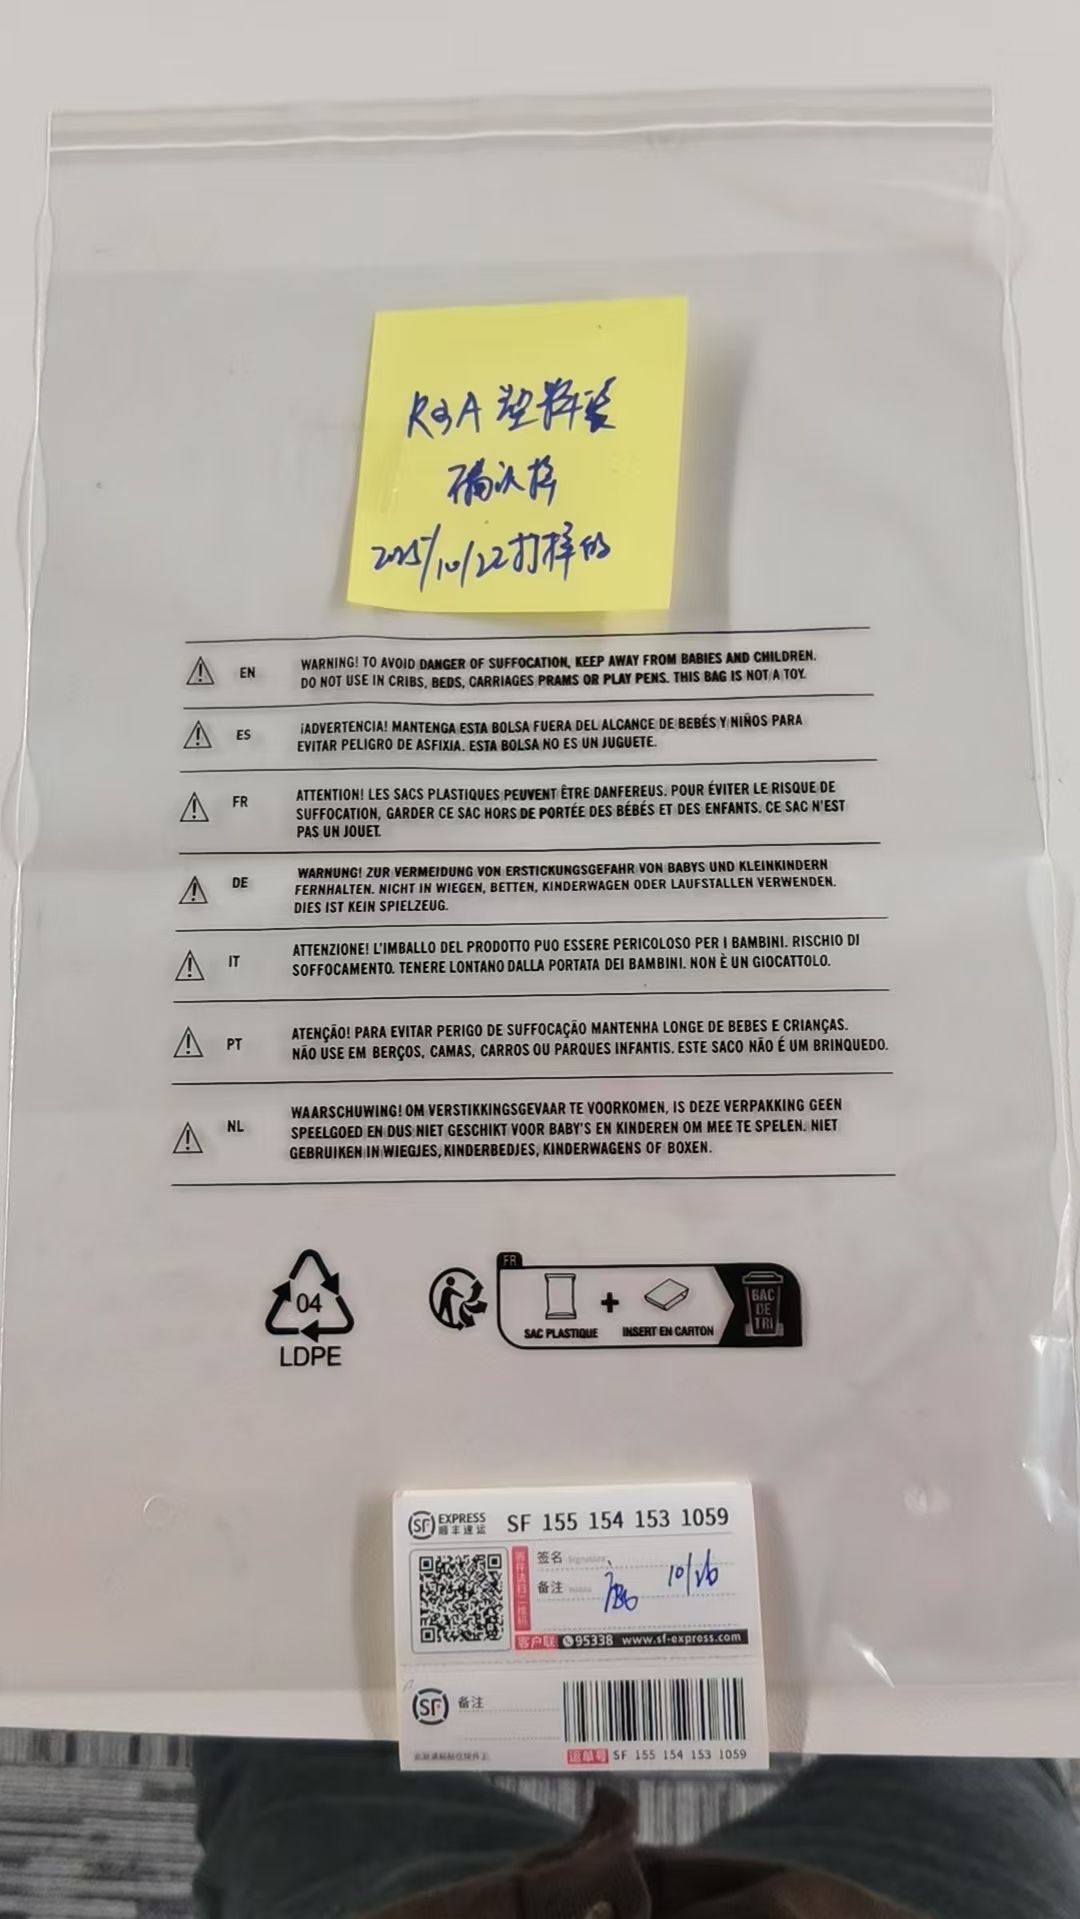 R&A 塑料袋
确认样
2025/10/22打样的
EN
WARNING! TO AVOID DANGER OF SUFFOCATION, KEEP AWAY FROM BABIES AND CHILDREN.
DO NOT USE IN CRIBS, BEDS, CARRIAGES PRAMS OR PLAY PENS. THIS BAG IS NOT A TOY.
ES
¡ADVERTENCIA! MANTENGA ESTA BOLSA FUERA DEL ALCANCE DE BEBÉS Y NIÑOS PARA
EVITAR PELIGRO DE ASFIXIA. ESTA BOLSA NO ES UN JUGUETE.
FR
ATTENTION! LES SACS PLASTIQUES PEUVENT ÊTRE DANFEREUS. POUR ÉVITER LE RISQUE DE
SUFFOCATION, GARDER CE SAC HORS DE PORTÉE DES BÉBÉS ET DES ENFANTS. CE SAC N'EST
PAS UN JOUET.
DE
WARNUNG! ZUR VERMEIDUNG VON ERSTICKUNGSGEFAHR VON BABYS UND KLEINKINDERN
FERNHALTEN. NICHT IN WIEGEN, BETTEN, KINDERWAGEN ODER LAUFSTALLEN VERWENDEN.
DIES IST KEIN SPIELZEUG.
IT
ATTENZIONE! L'IMBALLO DEL PRODOTTO PUO ESSERE PERICOLOSO PER I BAMBINI. RISCHIO DI
SOFFOCAMENTO. TENERE LONTANO DALLA PORTATA DEI BAMBINI. NON È UN GIOCATTOLO.
PT
ATENÇÃO! PARA EVITAR PERIGO DE SUFFOCAÇÃO MANTENHA LONGE DE BEBES E CRIANÇAS.
NÃO USE EM BERÇOS, CAMAS, CARROS OU PARQUES INFANTIS. ESTE SACO NÃO É UM BRINQUEDO.
NL
WAARSCHUWING! OM VERSTIKKINGSGEVAAR TE VOORKOMEN, IS DEZE VERPAKKING GEEN
SPEELGOED EN DUS NIET GESCHIKT VOOR BABY'S EN KINDEREN OM MEE TE SPELEN. NIET
GEBRUIKEN IN WIEGJES, KINDERBEDJES, KINDERWAGENS OF BOXEN.
04
LDPE
FR
SAC PLASTIQUE + INSERT EN CARTON
BAC
DE
TRI
SF EXPRESS
顺丰速运
SF 155 154 153 1059
寄件请扫二维码
签名 Signature
备注
10/26
客户联 95338 www.sf-express.com
SF 备注
运单号 SF 155 154 153 1059